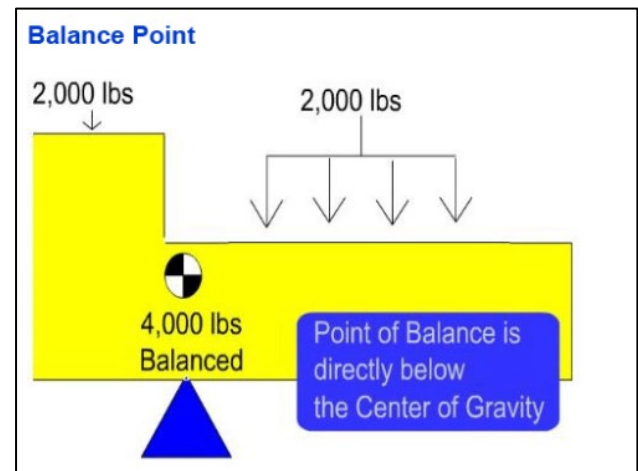 Balance Point
2,000 lbs
2,000 lbs
4,000 lbs
Balanced
Point of Balance is
directly below
the Center of Gravity